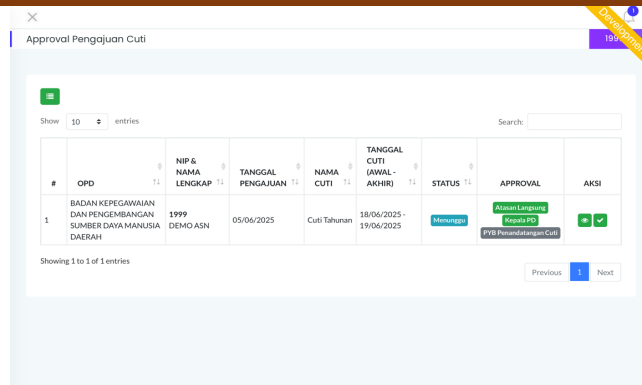 1
Development
Approval Pengajuan Cuti
199
Show 10 entries
Search:
# OPD NIP & NAMA LENGKAP TANGGAL PENGAJUAN NAMA CUTI TANGGAL CUTI (AWAL - AKHIR) STATUS APPROVAL AKSI
1 BADAN KEPEGAWAIAN DAN PENGEMBANGAN SUMBER DAYA MANUSIA DAERAH 1999 DEMO ASN 05/06/2025 Cuti Tahunan 18/06/2025 - 19/06/2025 Menunggu Atasan Langsung Kepala PD PYB Penandatangan Cuti
Showing 1 to 1 of 1 entries
Previous 1 Next